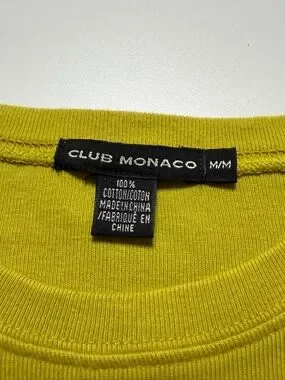 CLUB MONACO
M/M
100%
COTTON/COTON
MADE IN CHINA
/FABRIQUÉ EN
CHINE